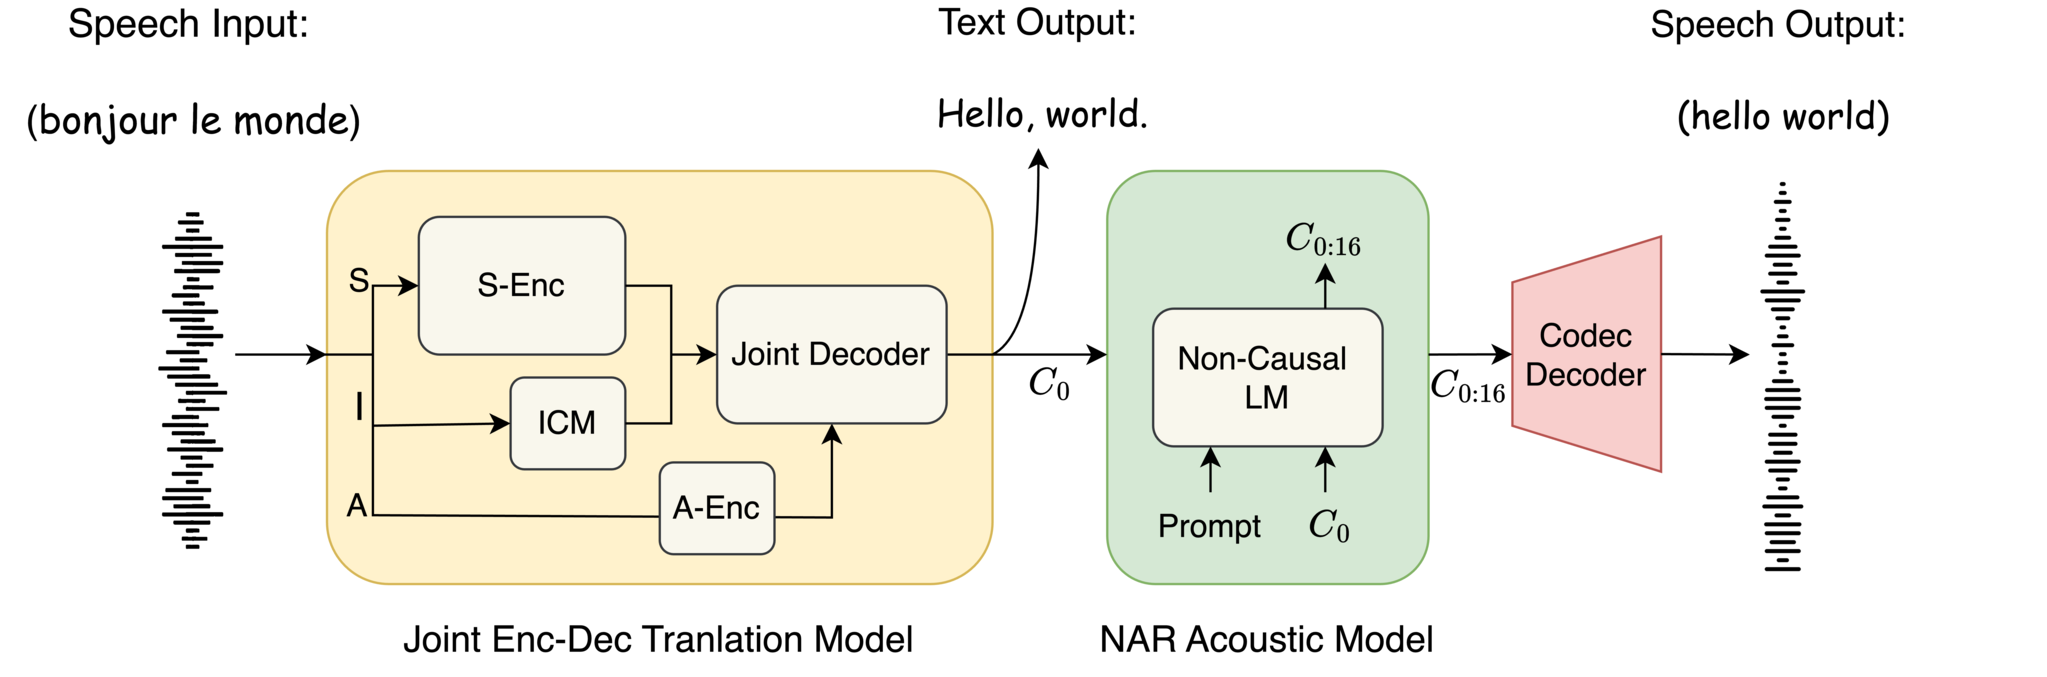 Speech Input:
Text Output:
Speech Output:
(bonjour le monde)
Hello, world.
(hello world)
S
S-Enc
I
ICM
A
A-Enc
Joint Decoder
C_0
C_{0:16}
Non-Causal
LM
Prompt
C_0
C_{0:16}
Codec
Decoder
Joint Enc-Dec Tranlation Model
NAR Acoustic Model